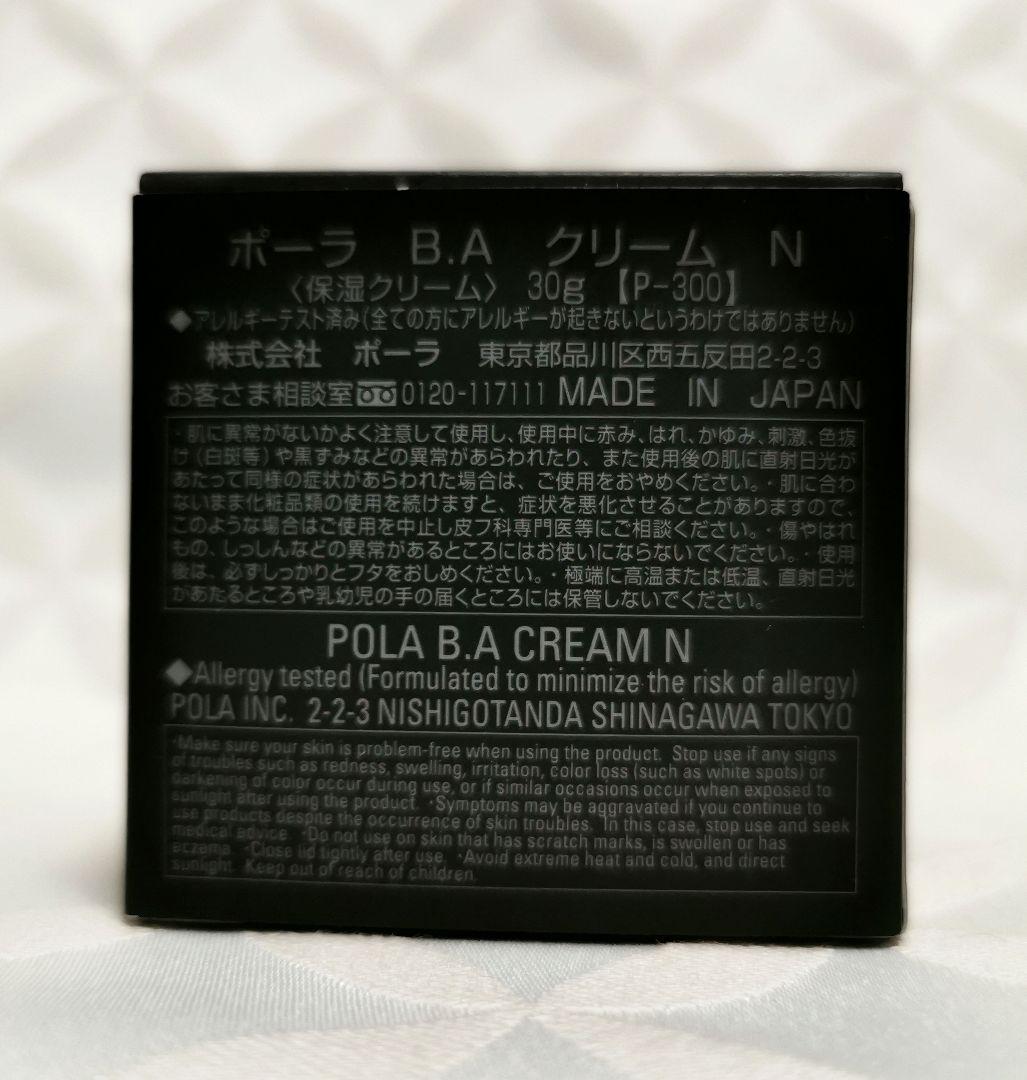 ポーラ B.A クリーム N
〈保湿クリーム〉 30g 【P-300】
◆アレルギーテスト済み(全ての方にアレルギーが起きないというわけではありません)
株式会社 ポーラ 東京都品川区西五反田2-2-3
お客さま相談室 0120-117111 MADE IN JAPAN
・肌に異常がないかよく注意して使用し、使用中に赤み、はれ、かゆみ、刺激、色抜
け(白斑等)や黒ずみなどの異常があらわれたり、また使用後の肌に直射日光が
あたって同様の症状があらわれた場合は、ご使用をおやめください。・肌に合わ
ないまま化粧品類の使用を続けますと、症状を悪化させることがありますので、
このような場合はご使用を中止し皮フ科専門医等にご相談ください。・傷やはれ
もの、しっしんなどの異常があるところにはお使いにならないでください。・使用
後は、必ずしっかりとフタをおしめください。・極端に高温または低温、直射日光
があたるところや乳幼児の手の届くところには保管しないでください。
POLA B.A CREAM N
◆Allergy tested (Formulated to minimize the risk of allergy)
POLA INC. 2-2-3 NISHIGOTANDA SHINAGAWA TOKYO
・Make sure your skin is problem-free when using the product. Stop use if any signs
of troubles such as redness, swelling, irritation, color loss (such as white spots) or
darkening of color occur during use, or if similar occasions occur when exposed to
sunlight after using the product. ・Symptoms may be aggravated if you continue to
use products despite the occurrence of skin troubles. In this case, stop use and seek
medical advice. ・Do not use on skin that has scratch marks, is swollen or has
eczema. ・Close lid tightly after use. ・Avoid extreme heat and cold, and direct
sunlight. Keep out of reach of children.